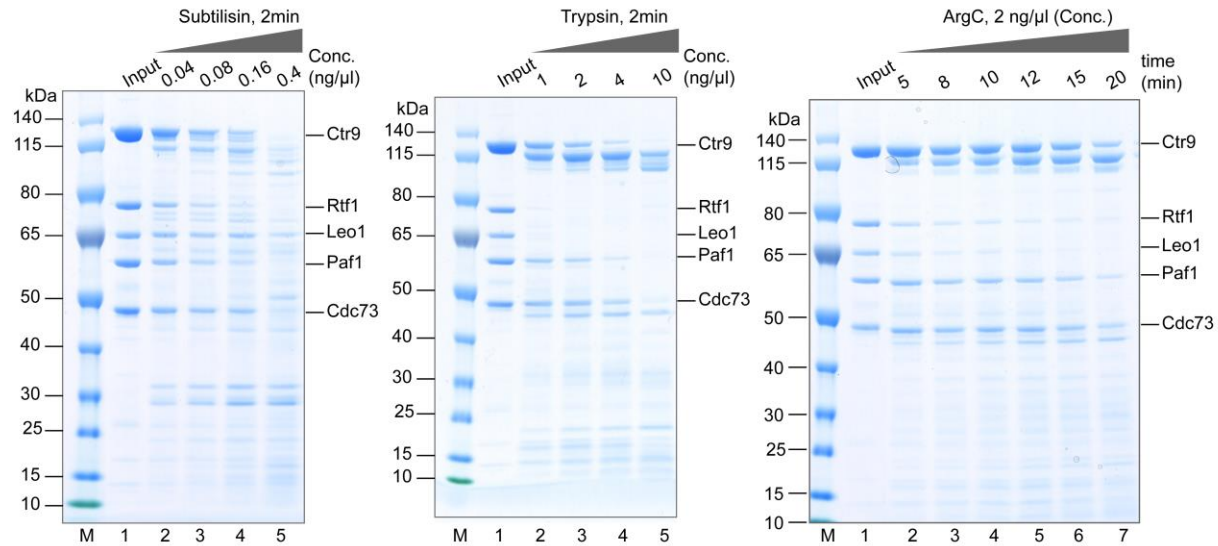 Subtilisin, 2min
Input 0.04 0.08 0.16 0.4 Conc. (ng/µl)
kDa
140
115
80
65
50
40
30
25
15
10
Ctr9
Rtf1
Leo1
Paf1
Cdc73
M 1 2 3 4 5
Trypsin, 2min
Input 1 2 4 10 Conc. (ng/µl)
kDa
140
115
80
65
50
40
30
25
15
10
Ctr9
Rtf1
Leo1
Paf1
Cdc73
M 1 2 3 4 5
ArgC, 2 ng/µl (Conc.)
Input 5 8 10 12 15 20 time (min)
kDa
140
115
80
65
50
40
30
25
15
10
Ctr9
Rtf1
Leo1
Paf1
Cdc73
M 1 2 3 4 5 6 7